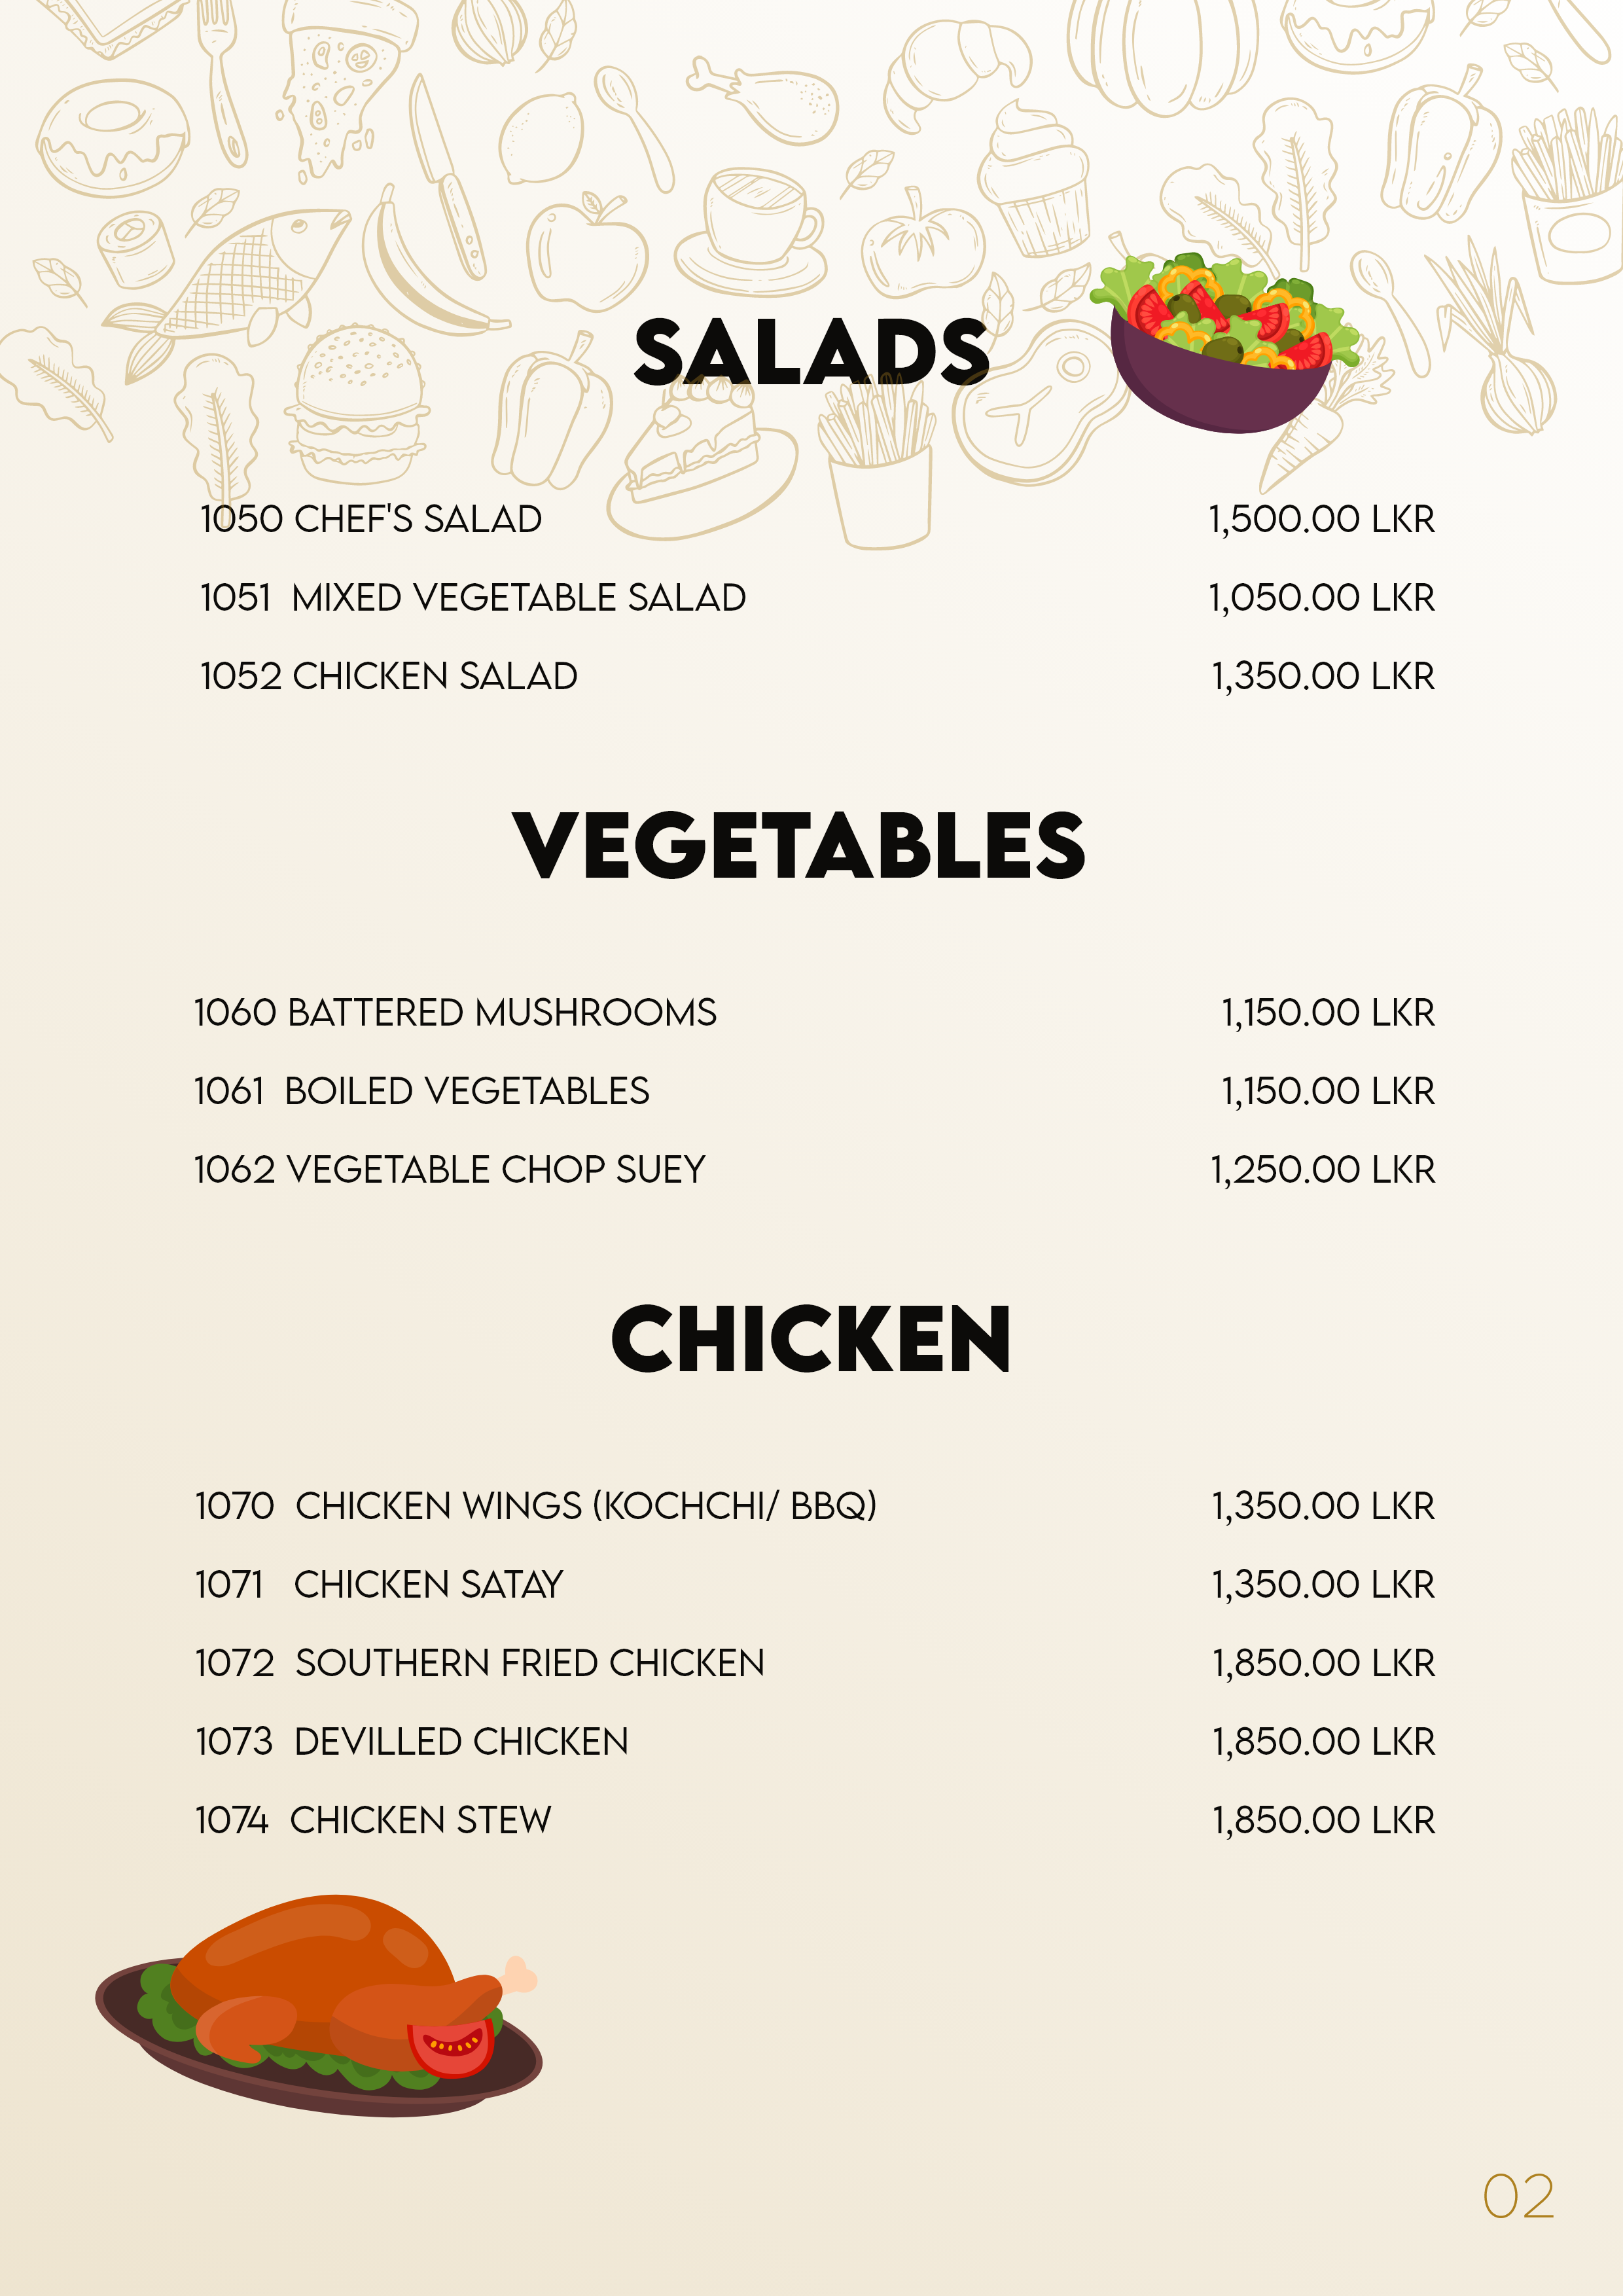 SALADS
1050 CHEF'S SALAD 1,500.00 LKR
1051 MIXED VEGETABLE SALAD 1,050.00 LKR
1052 CHICKEN SALAD 1,350.00 LKR
VEGETABLES
1060 BATTERED MUSHROOMS 1,150.00 LKR
1061 BOILED VEGETABLES 1,150.00 LKR
1062 VEGETABLE CHOP SUEY 1,250.00 LKR
CHICKEN
1070 CHICKEN WINGS (KOCHCHI/ BBQ) 1,350.00 LKR
1071 CHICKEN SATAY 1,350.00 LKR
1072 SOUTHERN FRIED CHICKEN 1,850.00 LKR
1073 DEVILLED CHICKEN 1,850.00 LKR
1074 CHICKEN STEW 1,850.00 LKR
02